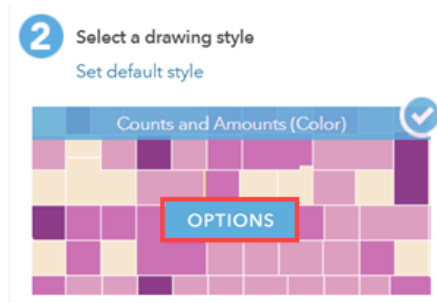 2 Select a drawing style
Set default style
Counts and Amounts (Color)
OPTIONS